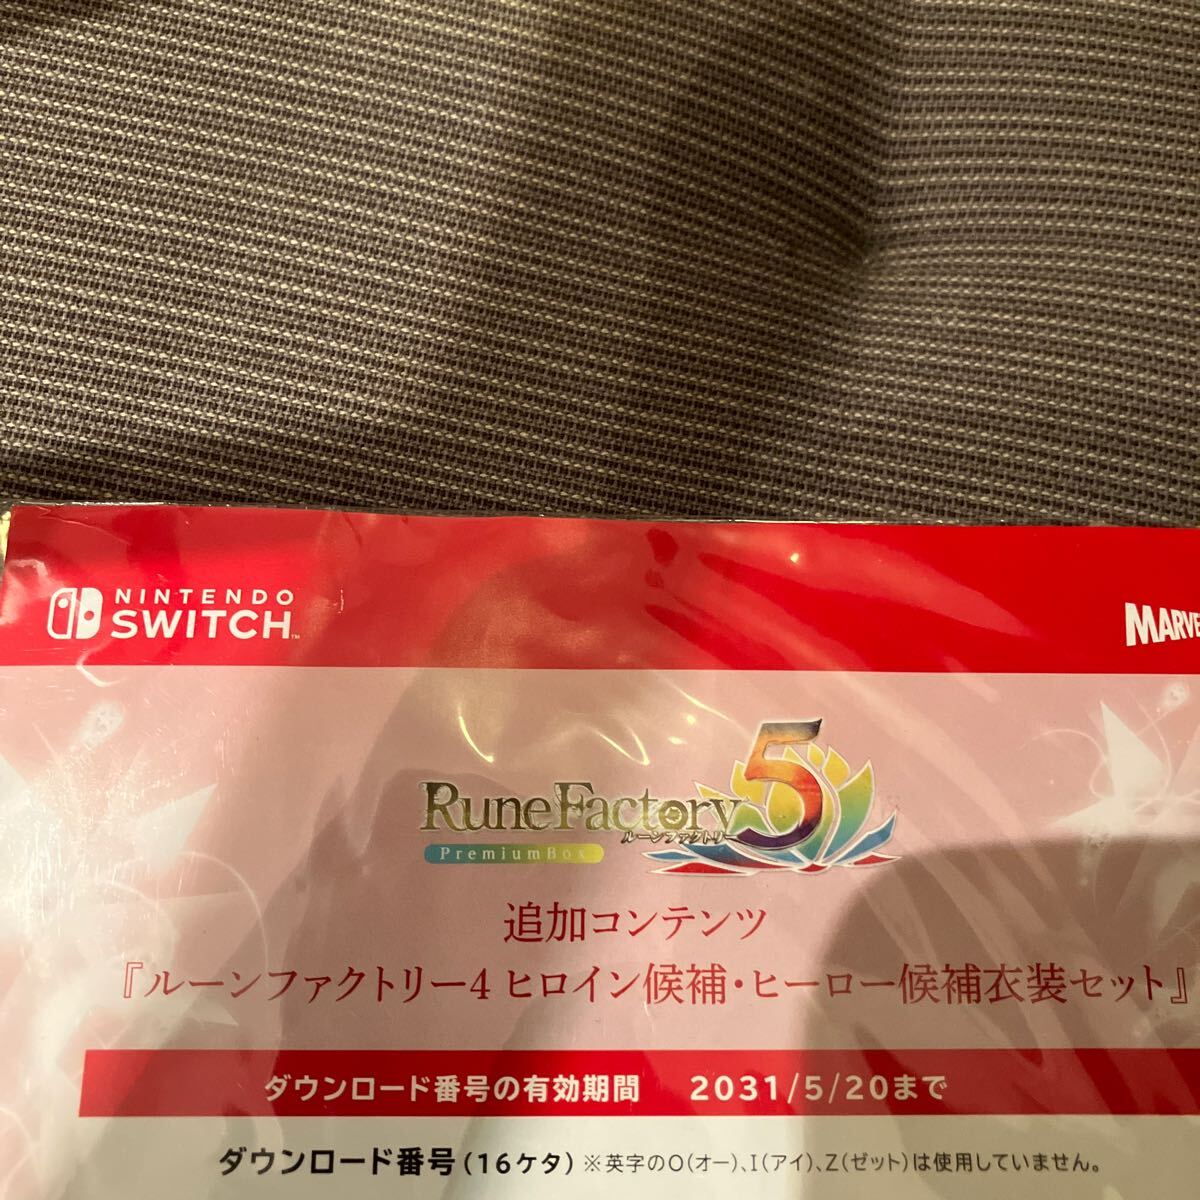 NINTENDO
SWITCH™
MARVE
RuneFactory5
ルーンファクトリー
PremiumBox
追加コンテンツ
『ルーンファクトリー4 ヒロイン候補・ヒーロー候補衣装セット』
ダウンロード番号の有効期間 2031/5/20まで
ダウンロード番号(16ケタ) ※英字のO(オー)、I(アイ)、Z(ゼット)は使用していません。